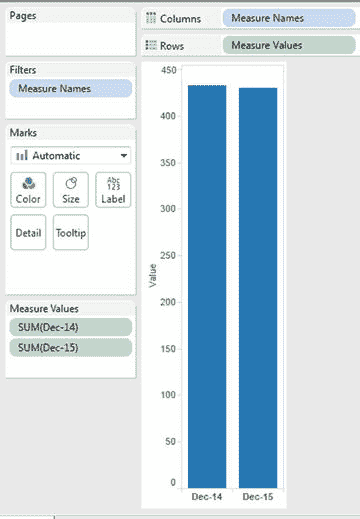 Pages
Columns
Measure Names
Rows
Measure Values
Filters
Measure Names
Marks
Automatic
Color
Size
Abc
123
Label
Detail
Tooltip
Measure Values
SUM(Dec-14)
SUM(Dec-15)
450
400
350
300
250
200
150
100
50
0
Value
Dec-14
Dec-15